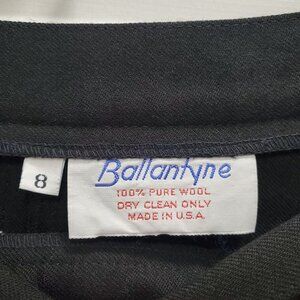 8
Ballantyne
100% PURE WOOL
DRY CLEAN ONLY
MADE IN U.S.A.